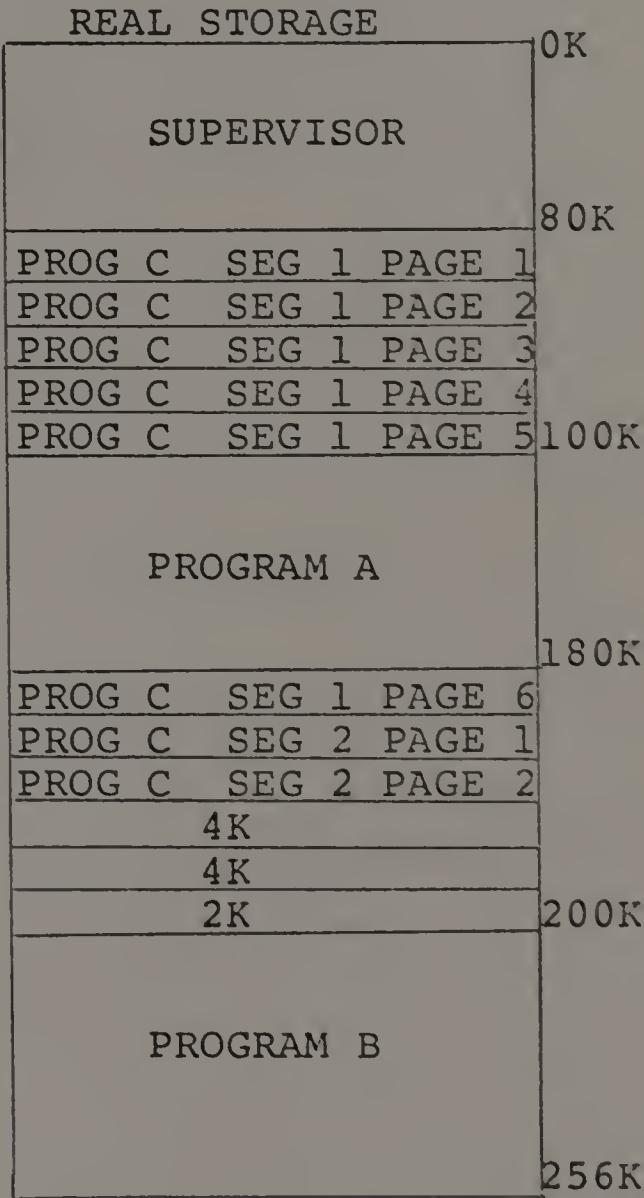 REAL STORAGE
0K
SUPERVISOR
80K
PROG C SEG 1 PAGE 1
PROG C SEG 1 PAGE 2
PROG C SEG 1 PAGE 3
PROG C SEG 1 PAGE 4
PROG C SEG 1 PAGE 5 100K
PROGRAM A
180K
PROG C SEG 1 PAGE 6
PROG C SEG 2 PAGE 1
PROG C SEG 2 PAGE 2
4K
4K
2K 200K
PROGRAM B
256K